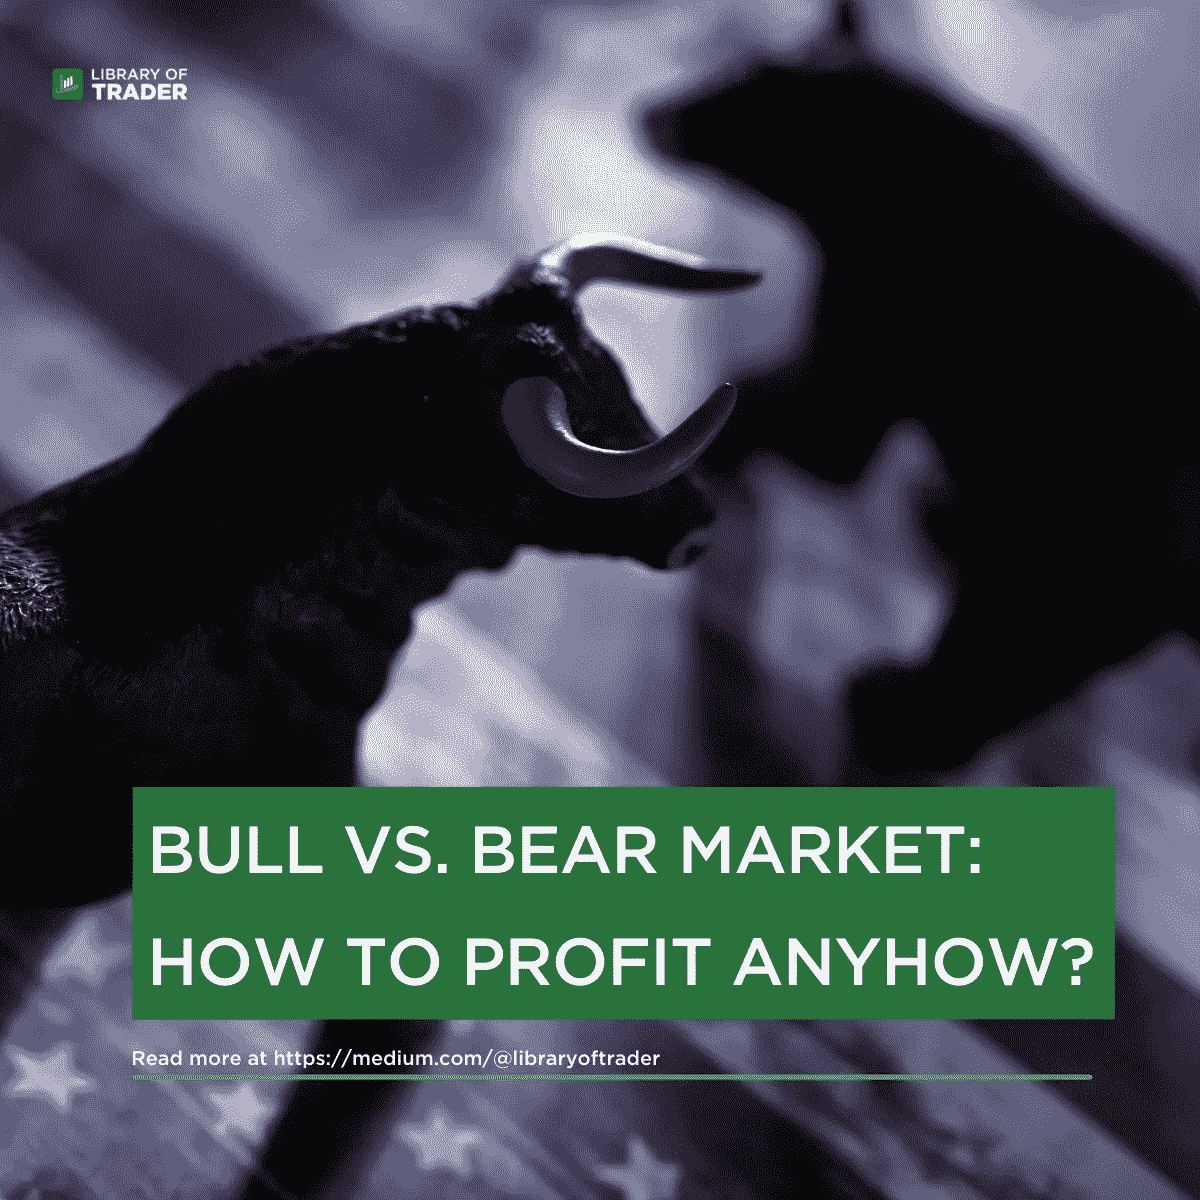 LIBRARY OF
TRADER
BULL VS. BEAR MARKET:
HOW TO PROFIT ANYHOW?
Read more at https://medium.com/@libraryoftrader